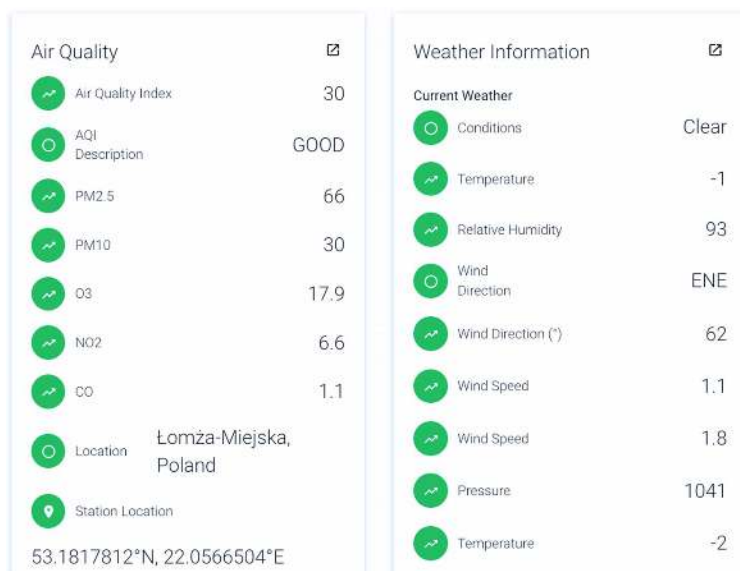 Air Quality
Air Quality Index 30
AQI
Description GOOD
PM2.5 66
PM10 30
O3 17.9
NO2 6.6
CO 1.1
Location Łomża-Miejska,
Poland
Station Location
53.1817812°N, 22.0566504°E
Weather Information
Current Weather
Conditions Clear
Temperature -1
Relative Humidity 93
Wind
Direction ENE
Wind Direction (°) 62
Wind Speed 1.1
Wind Speed 1.8
Pressure 1041
Temperature -2